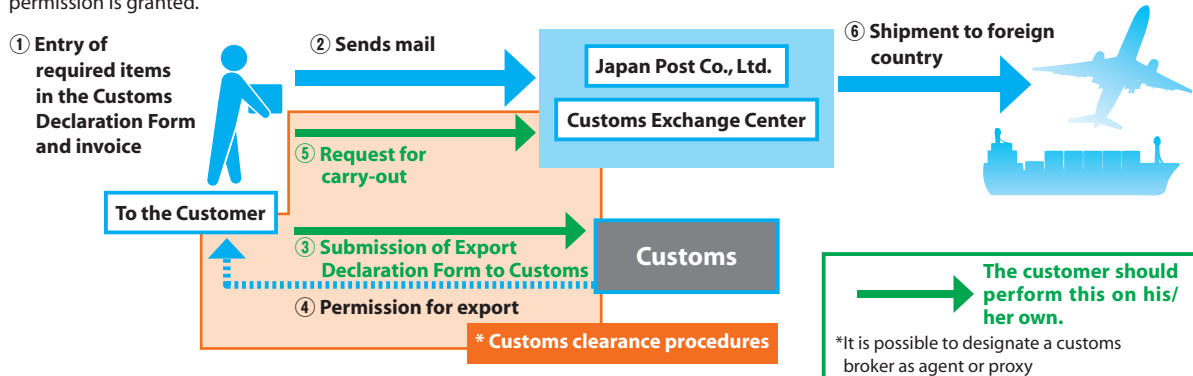 permission is granted.
① Entry of
required items
in the Customs
Declaration Form
and invoice
② Sends mail
Japan Post Co., Ltd.
Customs Exchange Center
⑥ Shipment to foreign
country
⑤ Request for
carry-out
To the Customer
③ Submission of Export
Declaration Form to Customs
Customs
④ Permission for export
* Customs clearance procedures
The customer should
perform this on his/
her own.
*It is possible to designate a customs
broker as agent or proxy